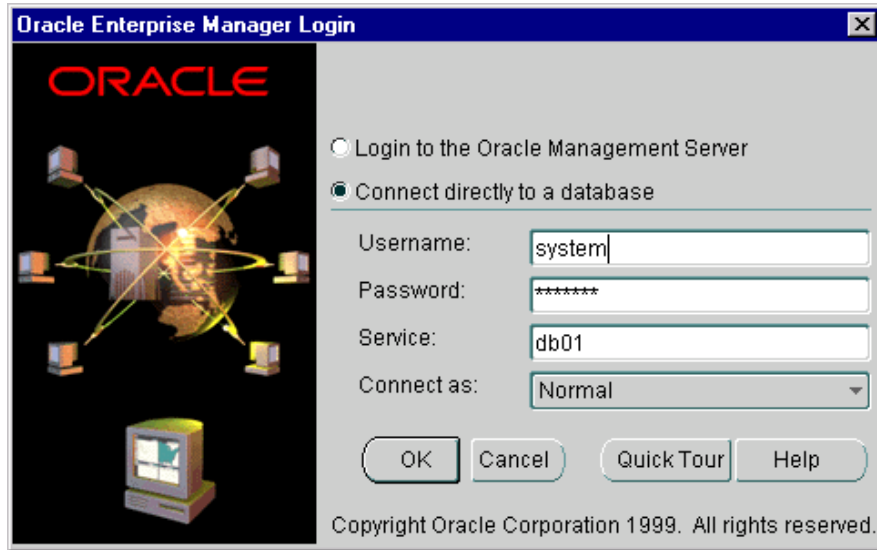 Oracle Enterprise Manager Login
ORACLE
Login to the Oracle Management Server
Connect directly to a database
Username: system
Password: *******
Service: db01
Connect as: Normal
OK Cancel Quick Tour Help
Copyright Oracle Corporation 1999. All rights reserved.